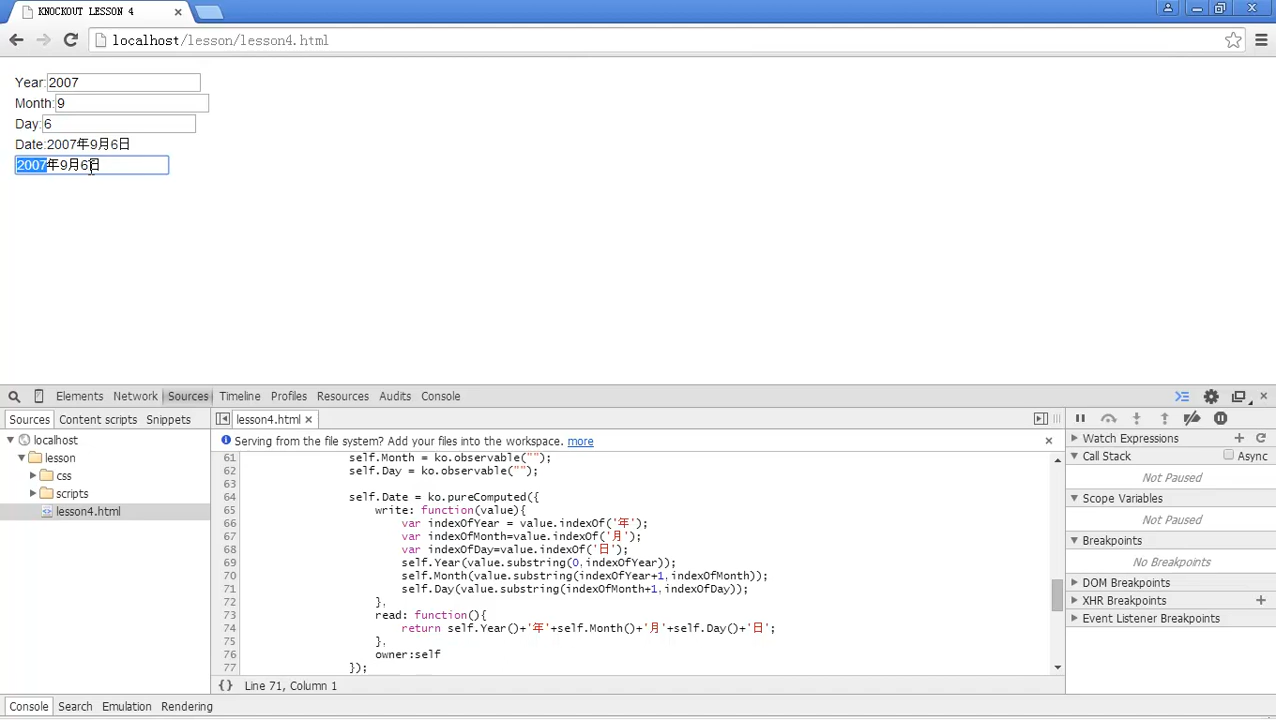 KNOCKOUT LESSON 4
localhost/lesson/lesson4.html
Year:2007
Month:9
Day:6
Date:2007年9月6日
2007年9月6日
Elements Network Sources Timeline Profiles Resources Audits Console
Sources Content scripts Snippets
lesson4.html
localhost
lesson
css
scripts
lesson4.html
Serving from the file system? Add your files into the workspace. more
61 self.Month = ko.observable("");
62 self.Day = ko.observable("");
63
64 self.Date = ko.pureComputed({
65 write: function(value){
66 var indexOfYear = value.indexOf('年');
67 var indexOfMonth=value.indexOf('月');
68 var indexOfDay=value.indexOf('日');
69 self.Year(value.substring(0,indexOfYear));
70 self.Month(value.substring(indexOfYear+1,indexOfMonth));
71 self.Day(value.substring(indexOfMonth+1,indexOfDay));
72 },
73 read: function(){
74 return self.Year()+'年'+self.Month()+'月'+self.Day()+'日';
75 },
76 owner:self
77 });
{} Line 71, Column 1
Watch Expressions
Call Stack Async
Not Paused
Scope Variables
Not Paused
Breakpoints
No Breakpoints
DOM Breakpoints
XHR Breakpoints
Event Listener Breakpoints
Console Search Emulation Rendering